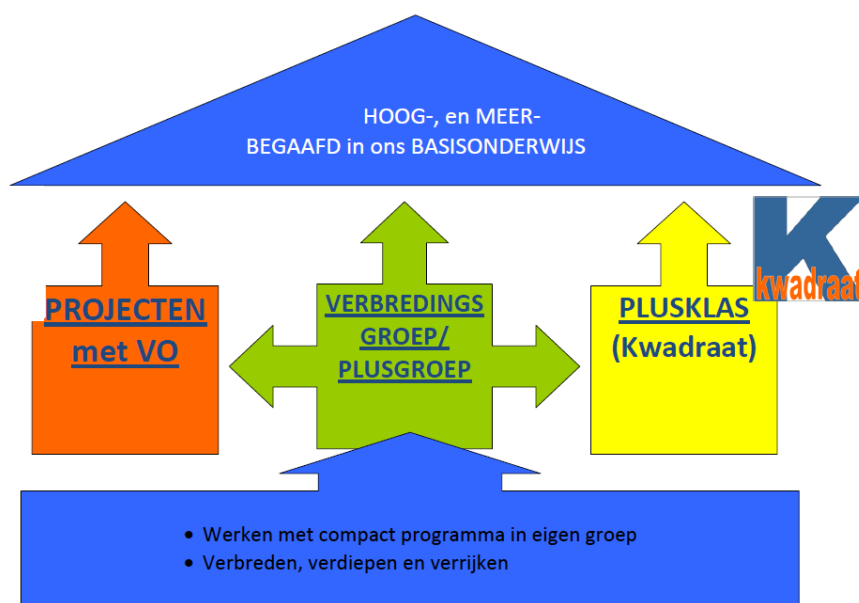 HOOG-, en MEER-
BEGAAFD in ons BASISONDERWIJS
PROJECTEN
met VO
VERBREDINGS
GROEP/
PLUSGROEP
PLUSKLAS
(Kwadraat)
K
kwadraat
• Werken met compact programma in eigen groep
• Verbreden, verdiepen en verrijken